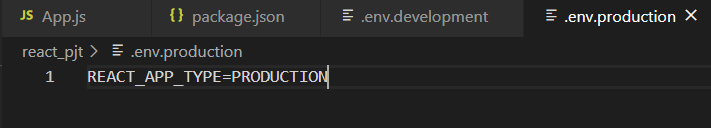 JS App.js {} package.json .env.development .env.production
react_pjt > .env.production
1 REACT_APP_TYPE=PRODUCTION